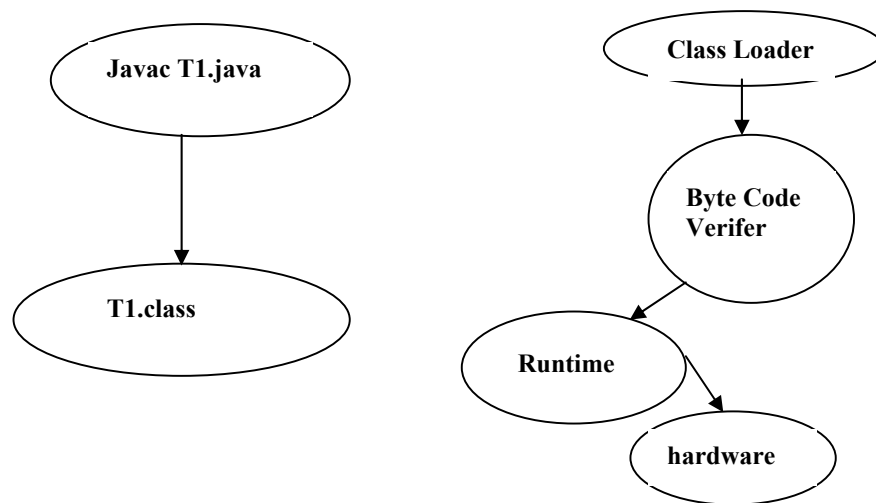 Javac T1.java
T1.class
Class Loader
Byte Code
Verifer
Runtime
hardware